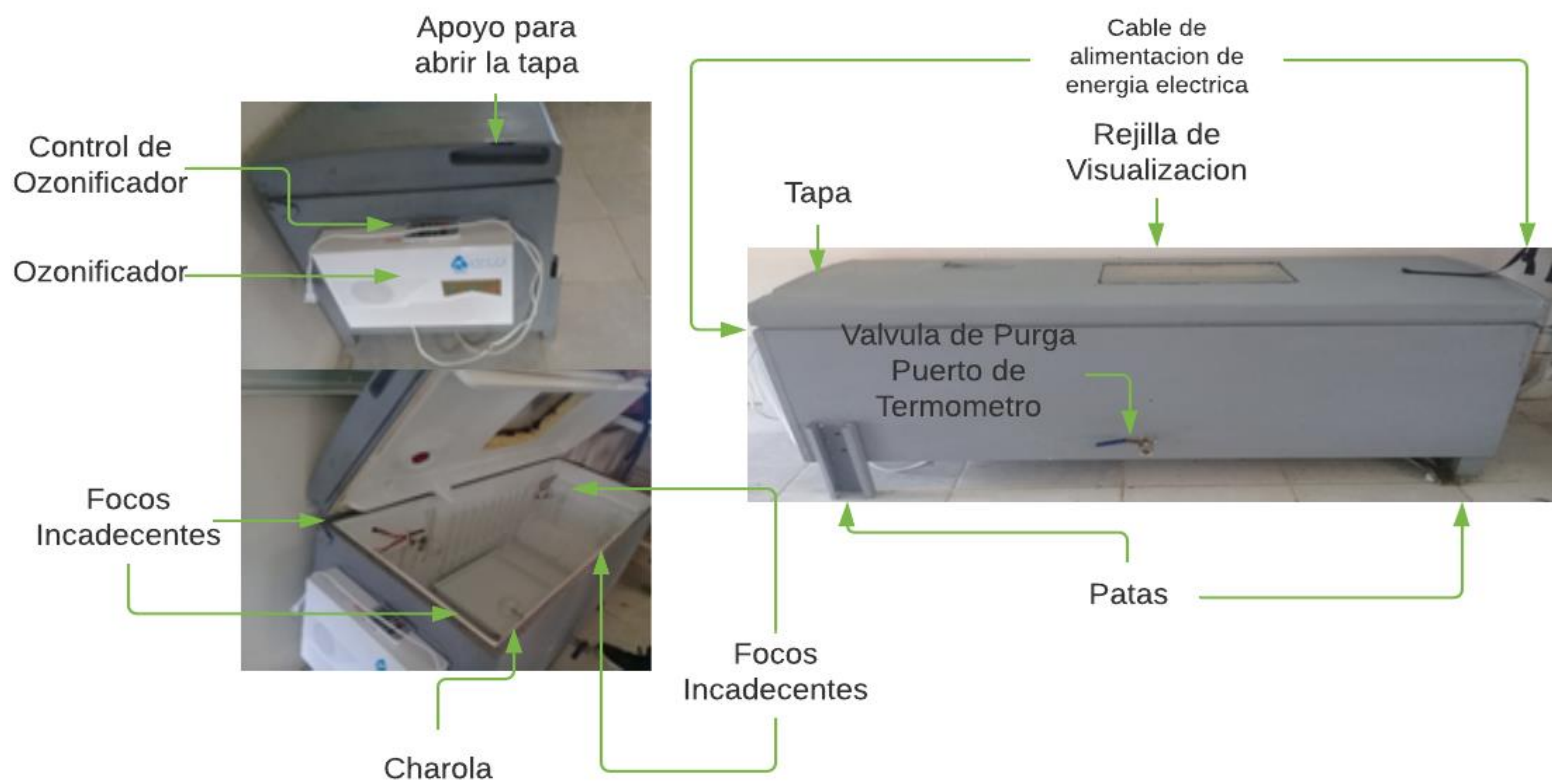 Apoyo para
abrir la tapa
Control de
Ozonificador
Ozonificador
Focos
Incadecentes
Charola
Focos
Incadecentes
Cable de
alimentacion de
energia electrica
Rejilla de
Visualizacion
Tapa
Valvula de Purga
Puerto de
Termometro
Patas